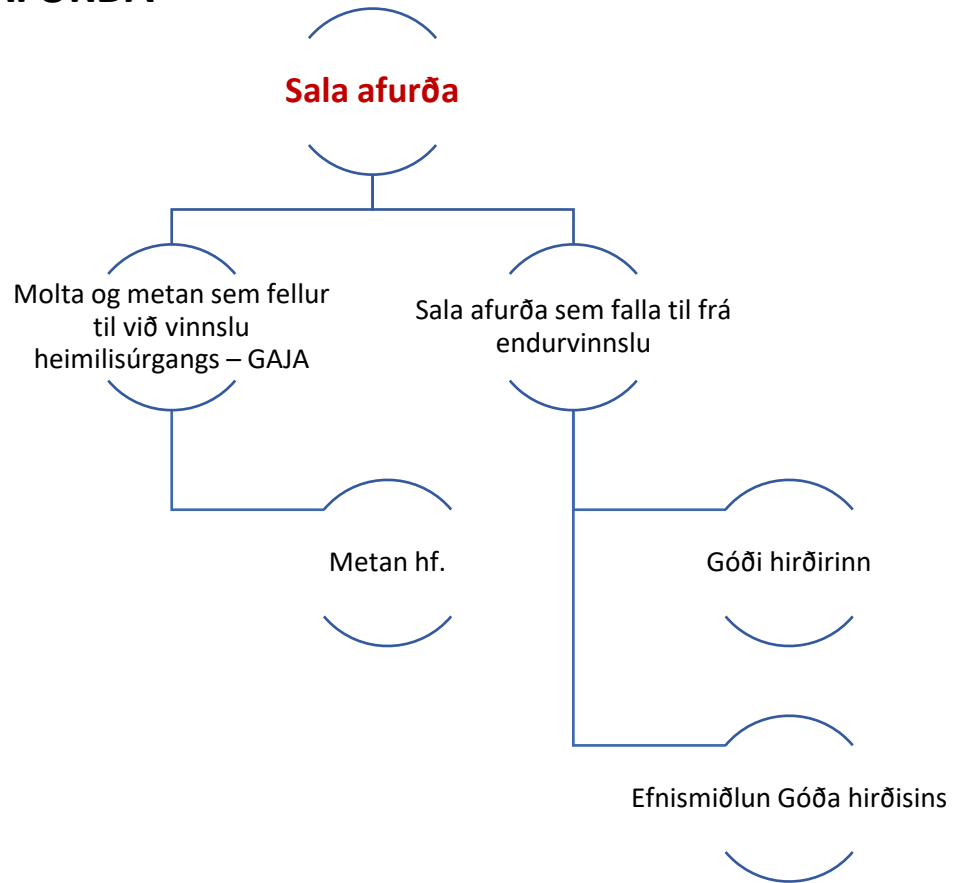 Sala afurða
Molta og metan sem fellur
til við vinnslu
heimilisúrgangs – GAJA
Sala afurða sem falla til frá
endurvinnslu
Metan hf.
Góði hirðirinn
Efnismiðlun Góða hirðisins